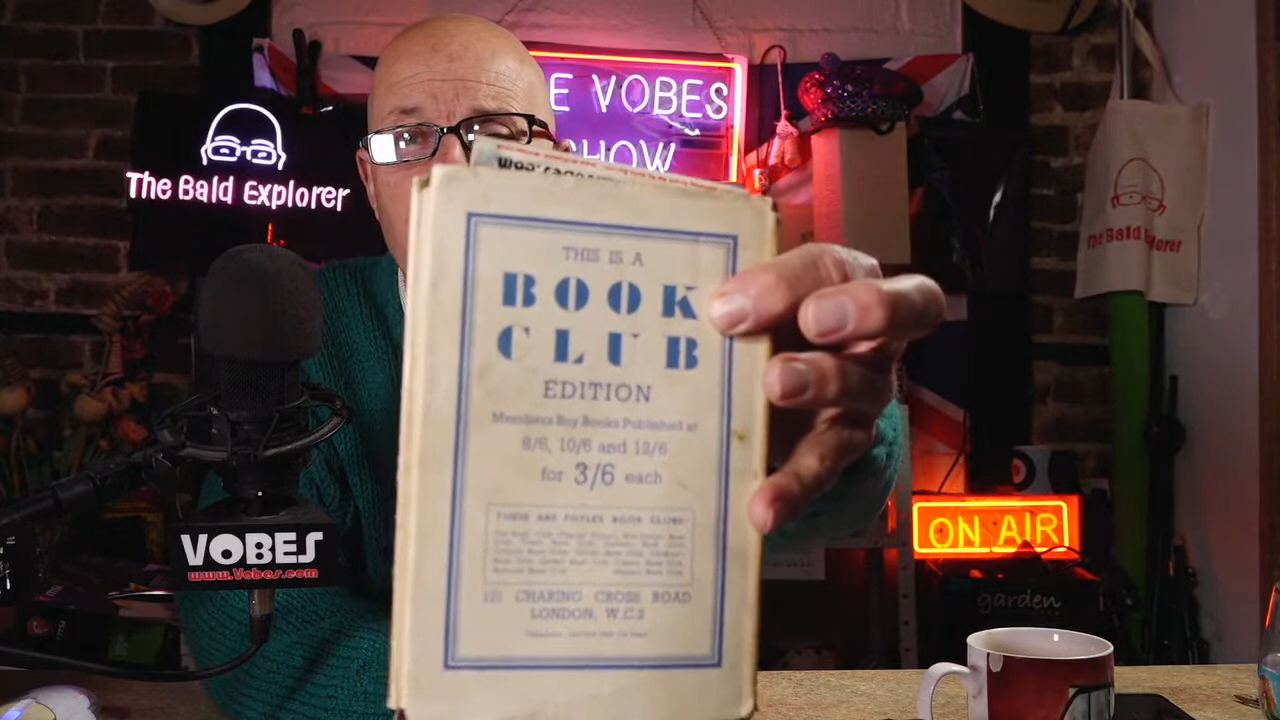 E VOBES
SHOW
The Bald Explorer
The Bald Explorer
THIS IS A
BOOK
CLUB
EDITION
Members Buy Books Published at
8/6, 10/6 and 12/6
for 3/6 each
THESE ARE FOYLES BOOK CLUBS
121 CHARING CROSS ROAD
LONDON, W.C.2
VOBES
www.Vobes.com
ON AIR
garden